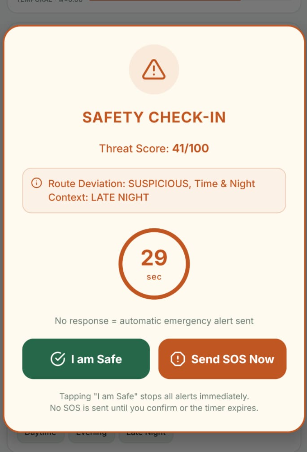 SAFETY CHECK-IN
Threat Score: 41/100
Route Deviation: SUSPICIOUS, Time & Night
Context: LATE NIGHT
29
sec
No response = automatic emergency alert sent
I am Safe
Send SOS Now
Tapping "I am Safe" stops all alerts immediately.
No SOS is sent until you confirm or the timer expires.
Daytime
Evening
Late Night